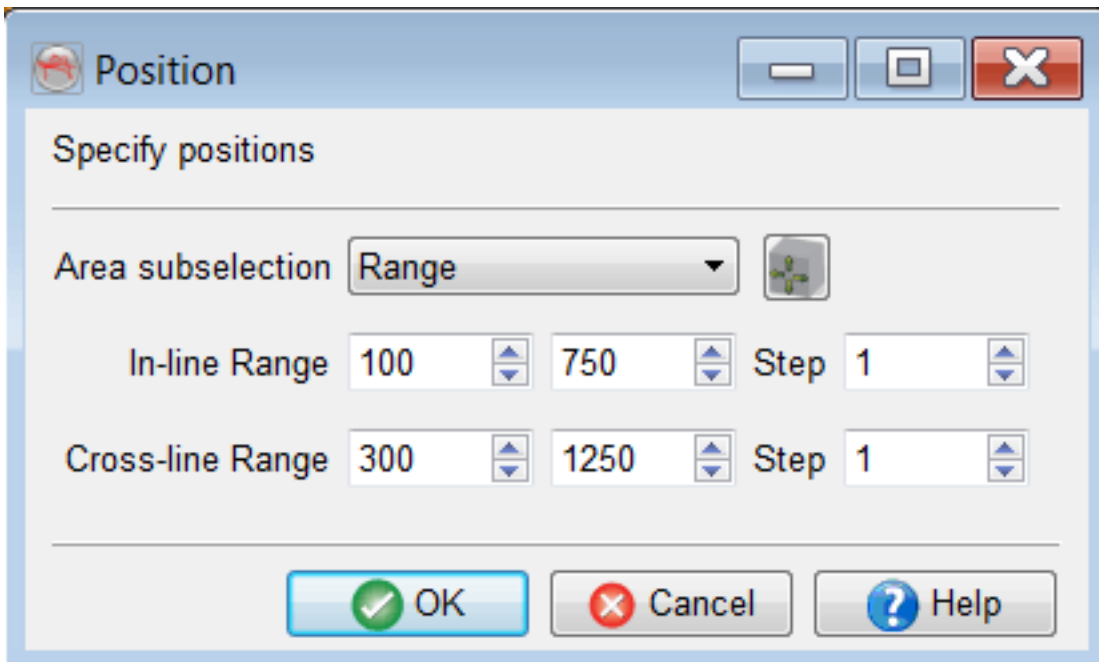 Position
Specify positions
Area subselection Range
In-line Range 100 750 Step 1
Cross-line Range 300 1250 Step 1
OK Cancel Help